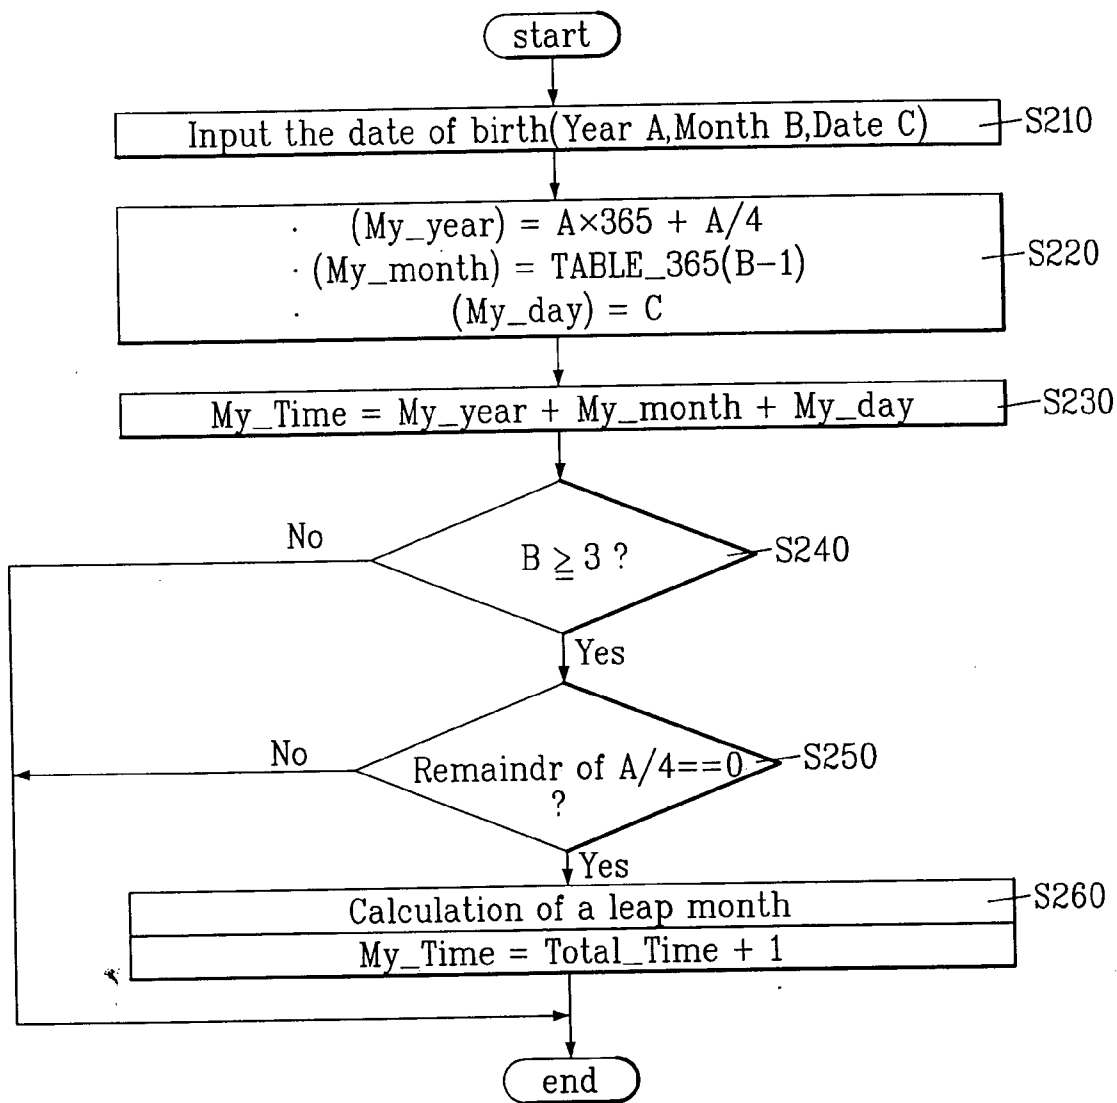 start
Input the date of birth(Year A,Month B,Date C)
S210
(My_year) = A×365 + A/4
(My_month) = TABLE_365(B-1)
(My_day) = C
S220
My_Time = My_year + My_month + My_day
S230
No
B ≧ 3 ?
S240
Yes
No
Remaindr of A/4==0
?
S250
Yes
Calculation of a leap month
S260
My_Time = Total_Time + 1
end